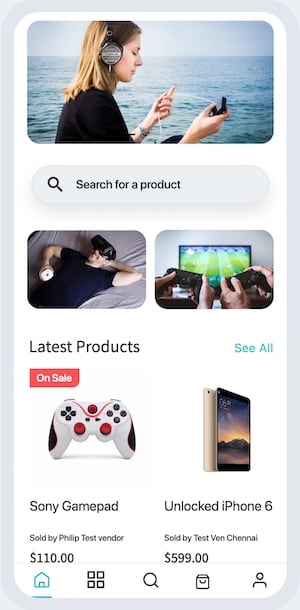 Search for a product
Latest Products
See All
On Sale
Sony Gamepad
Unlocked iPhone 6
Sold by Philip Test vendor
Sold by Test Ven Chennai
$110.00
$599.00